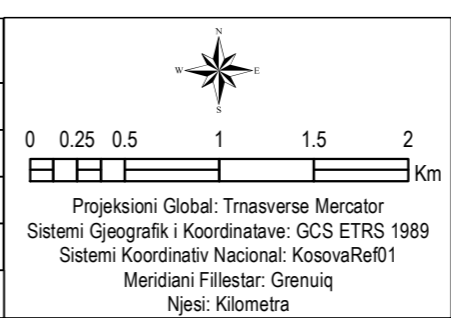 N
W E
S
0 0.25 0.5 1 1.5 2
Km
Projeksioni Global: Trnasverse Mercator
Sistemi Gjeografik i Koordinatave: GCS ETRS 1989
Sistemi Koordinativ Nacional: KosovaRef01
Meridiani Fillestar: Grenuiq
Njesi: Kilometra